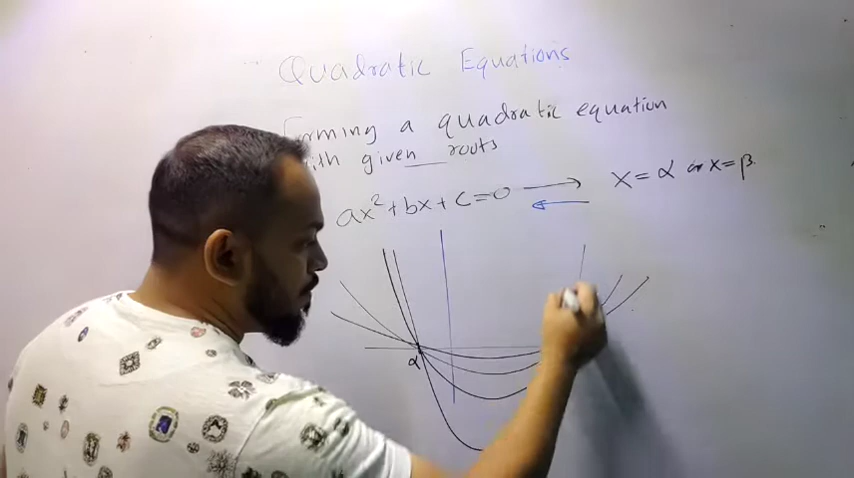 Quadratic Equations
Forming a quadratic equation
with given roots
ax²+bx+c=0 → x=α or x=β
←
α